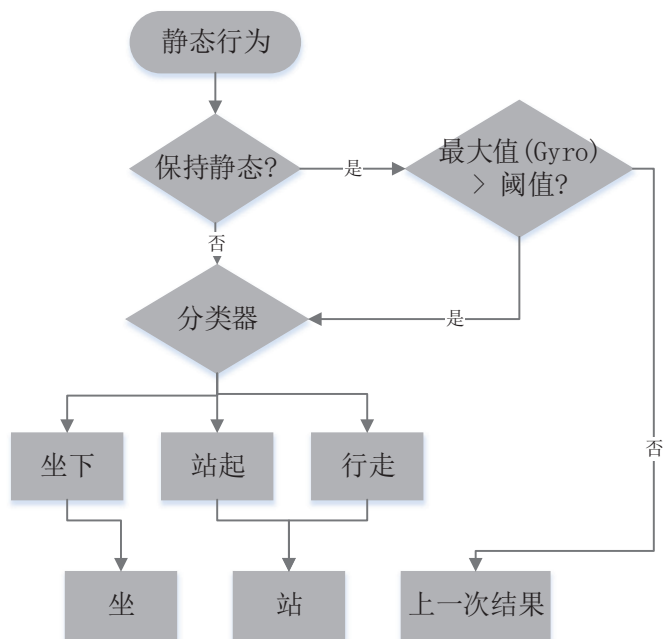 静态行为
保持静态?
是
最大值(Gyro)
> 阈值?
否
分类器
是
坐下
站起
行走
否
坐
站
上一次结果